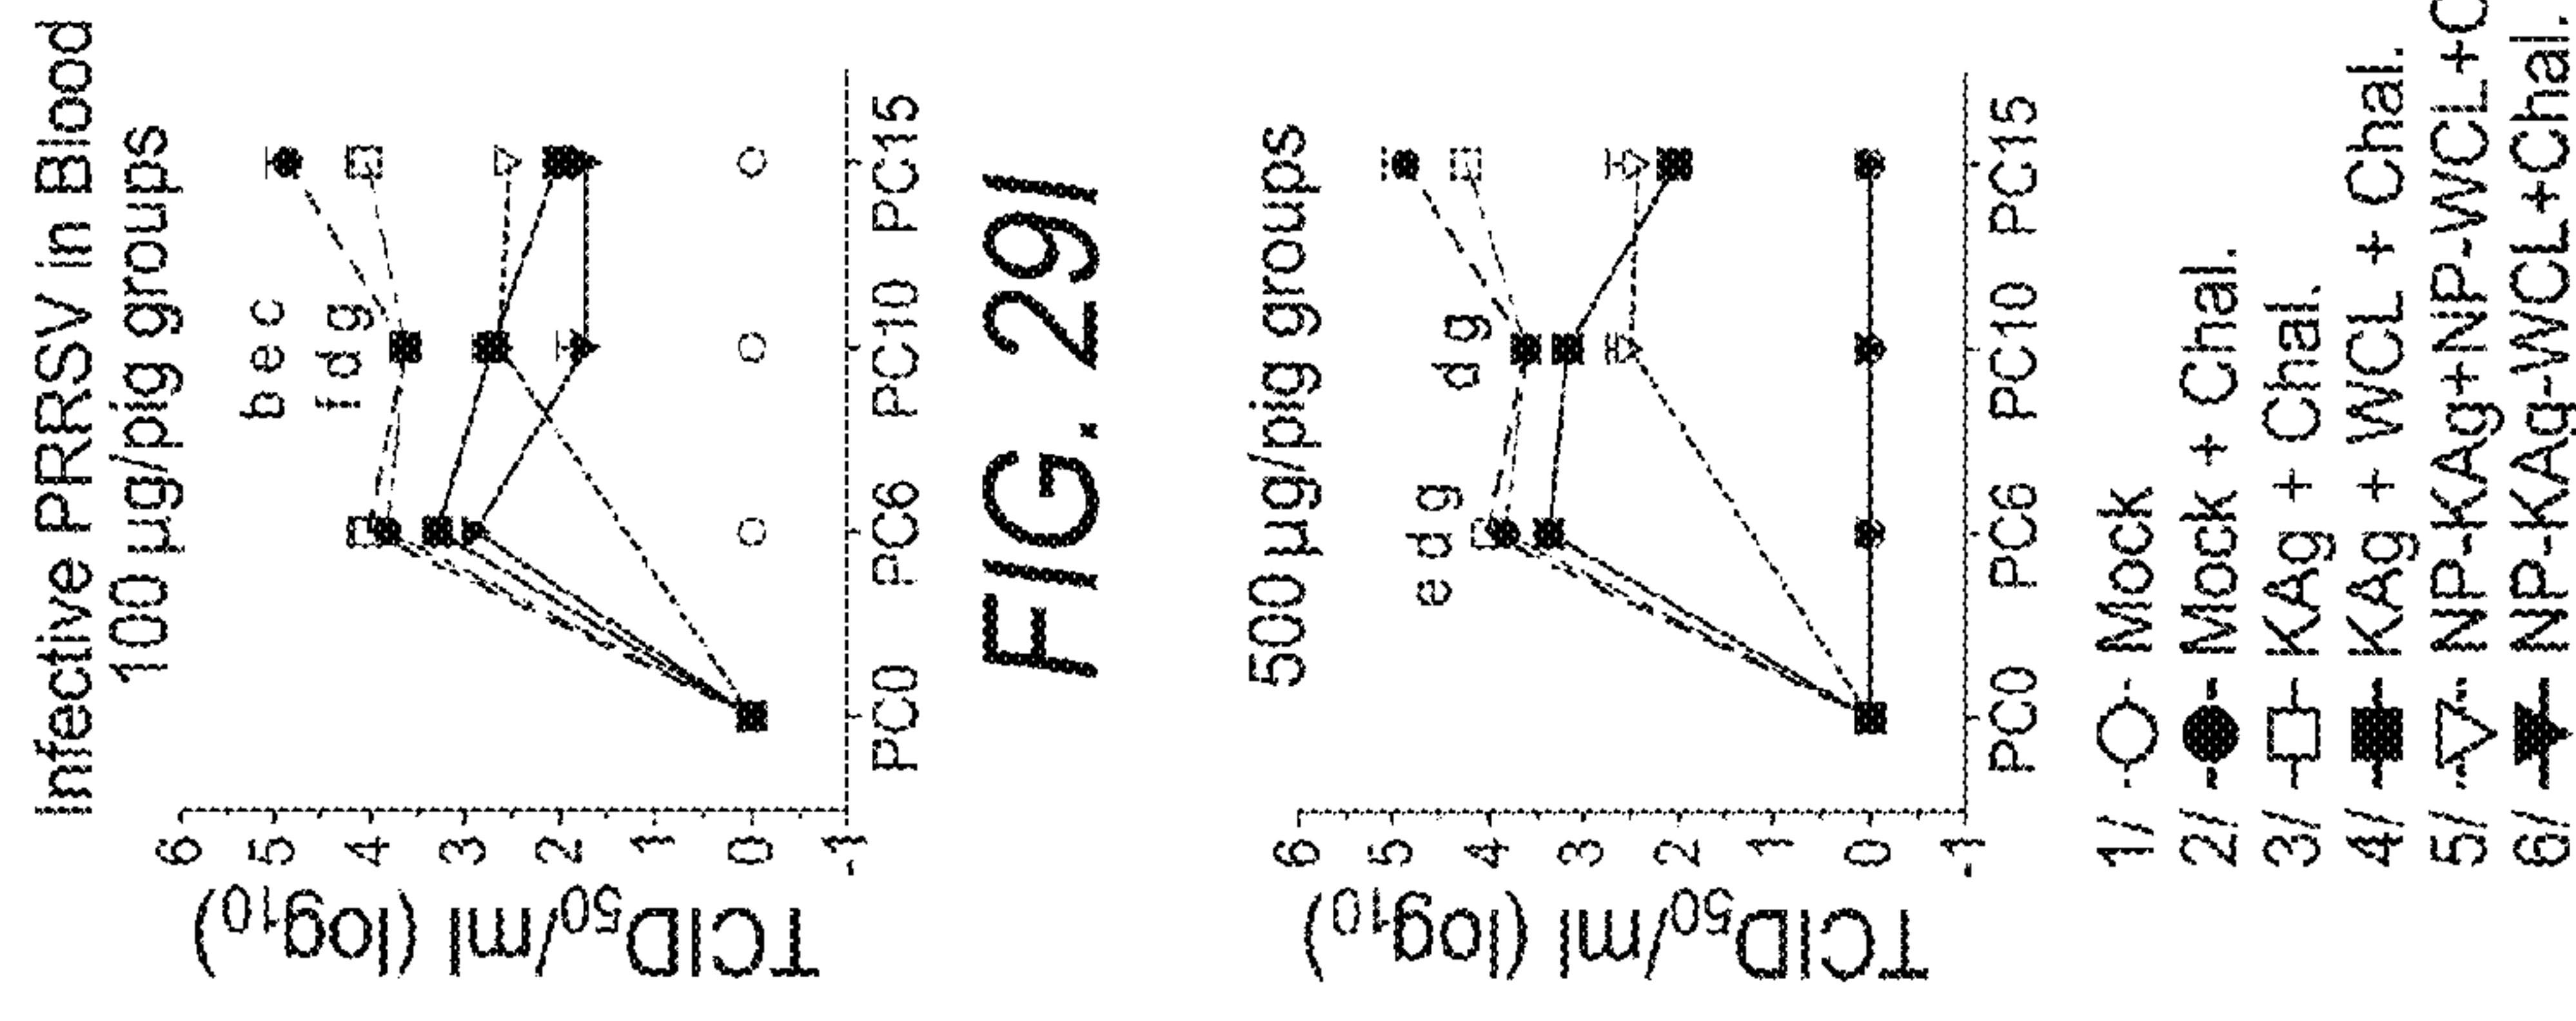 Infective PRRSV in Blood
100 µg/pig groups
TCID50/ml (log10)
6
5
4
3
2
1
0
-1
b e c
f d g
PC0 PC6 PC10 PC15
FIG. 29I
500 µg/pig groups
TCID50/ml (log10)
6
5
4
3
2
1
0
-1
e d g
d g
PC0 PC6 PC10 PC15
1/ Mock
2/ Mock + Chal.
3/ KAg + Chal.
4/ KAg + WCL + Chal.
5/ NP-KAg+NP-WCL+C
6/ NP-KAg-WCL+Chal.